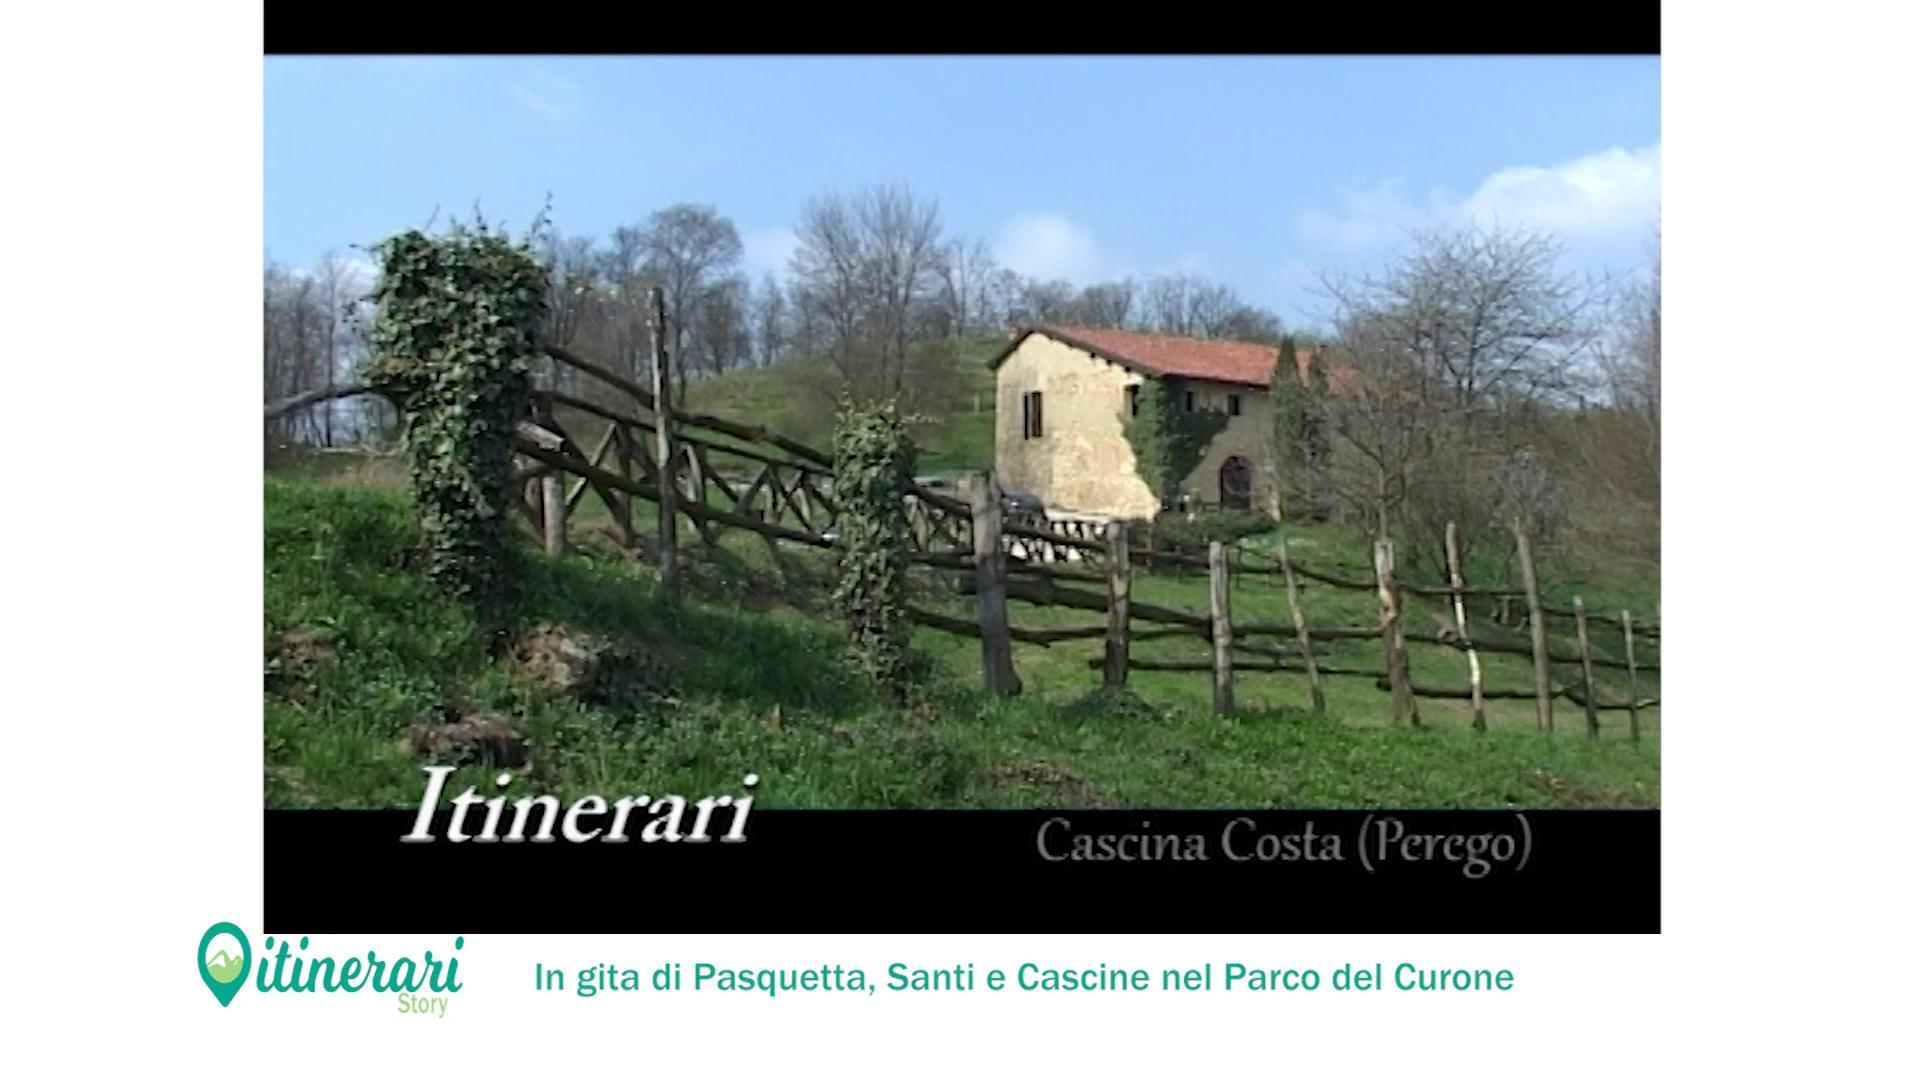 Itinerari
Cascina Costa (Perego)
itinerari
Story
In gita di Pasquetta, Santi e Cascine nel Parco del Curone